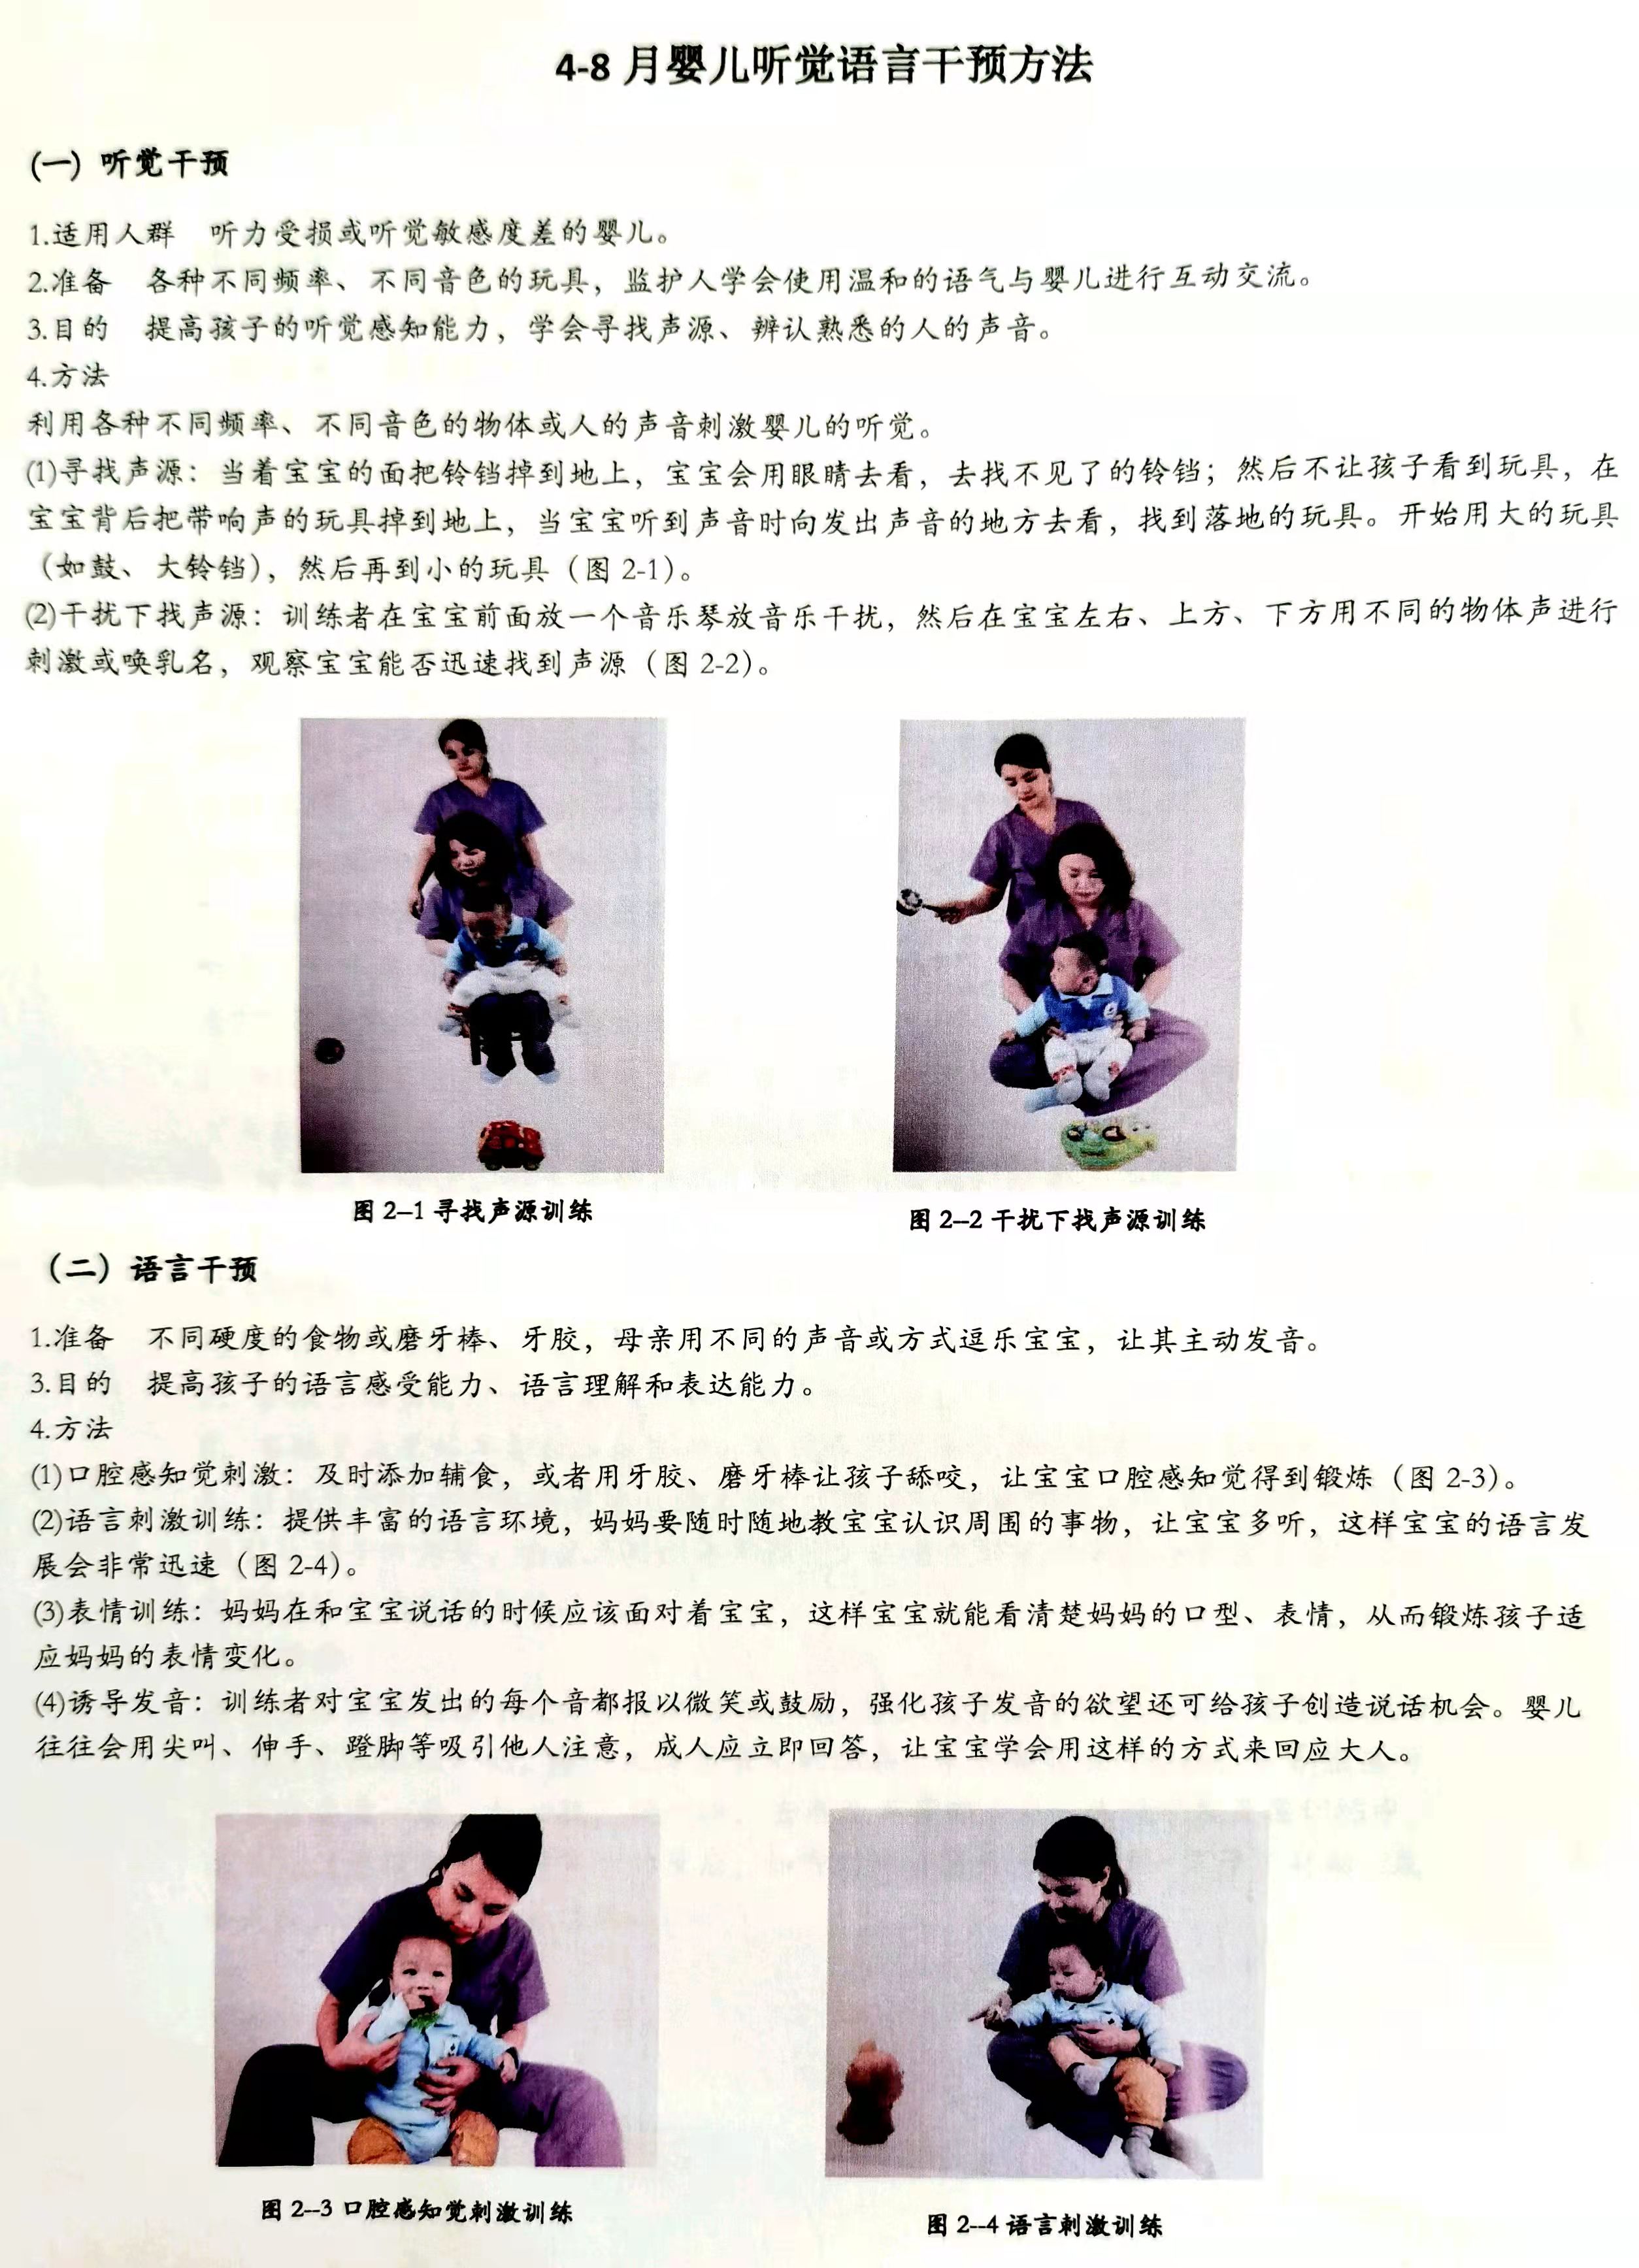 4-8 月婴儿听觉语言干预方法
(一) 听觉干预
1.适用人群 听力受损或听觉敏感度差的婴儿。
2.准备 各种不同频率、不同音色的玩具，监护人学会使用温和的语气与婴儿进行互动交流。
3.目的 提高孩子的听觉感知能力，学会寻找声源、辨认熟悉的人的声音。
4.方法
利用各种不同频率、不同音色的物体或人的声音刺激婴儿的听觉。
(1)寻找声源：当着宝宝的面把铃铛掉到地上，宝宝会用眼睛去看，去找不见了的铃铛；然后不让孩子看到玩具，在
宝宝背后把带响声的玩具掉到地上，当宝宝听到声音时向发出声音的地方去看，找到落地的玩具。开始用大的玩具
（如鼓、大铃铛），然后再到小的玩具（图 2-1）。
(2)干扰下找声源：训练者在宝宝前面放一个音乐琴放音乐干扰，然后在宝宝左右、上方、下方用不同的物体声进行
刺激或唤乳名，观察宝宝能否迅速找到声源（图 2-2）。
图 2--1 寻找声源训练
图 2--2 干扰下找声源训练
（二）语言干预
1.准备 不同硬度的食物或磨牙棒、牙胶，母亲用不同的声音或方式逗乐宝宝，让其主动发音。
3.目的 提高孩子的语言感受能力、语言理解和表达能力。
4.方法
(1)口腔感知觉刺激：及时添加辅食，或者用牙胶、磨牙棒让孩子舔咬，让宝宝口腔感知觉得到锻炼（图 2-3）。
(2)语言刺激训练：提供丰富的语言环境，妈妈要随时随地教宝宝认识周围的事物，让宝宝多听，这样宝宝的语言发
展会非常迅速（图 2-4）。
(3)表情训练：妈妈在和宝宝说话的时候应该面对着宝宝，这样宝宝就能看清楚妈妈的口型、表情，从而锻炼孩子适
应妈妈的表情变化。
(4)诱导发音：训练者对宝宝发出的每个音都报以微笑或鼓励，强化孩子发音的欲望还可给孩子创造说话机会。婴儿
往往会用尖叫、伸手、蹬脚等吸引他人注意，成人应立即回答，让宝宝学会用这样的方式来回应大人。
图 2--3 口腔感知觉刺激训练
图 2--4 语言刺激训练